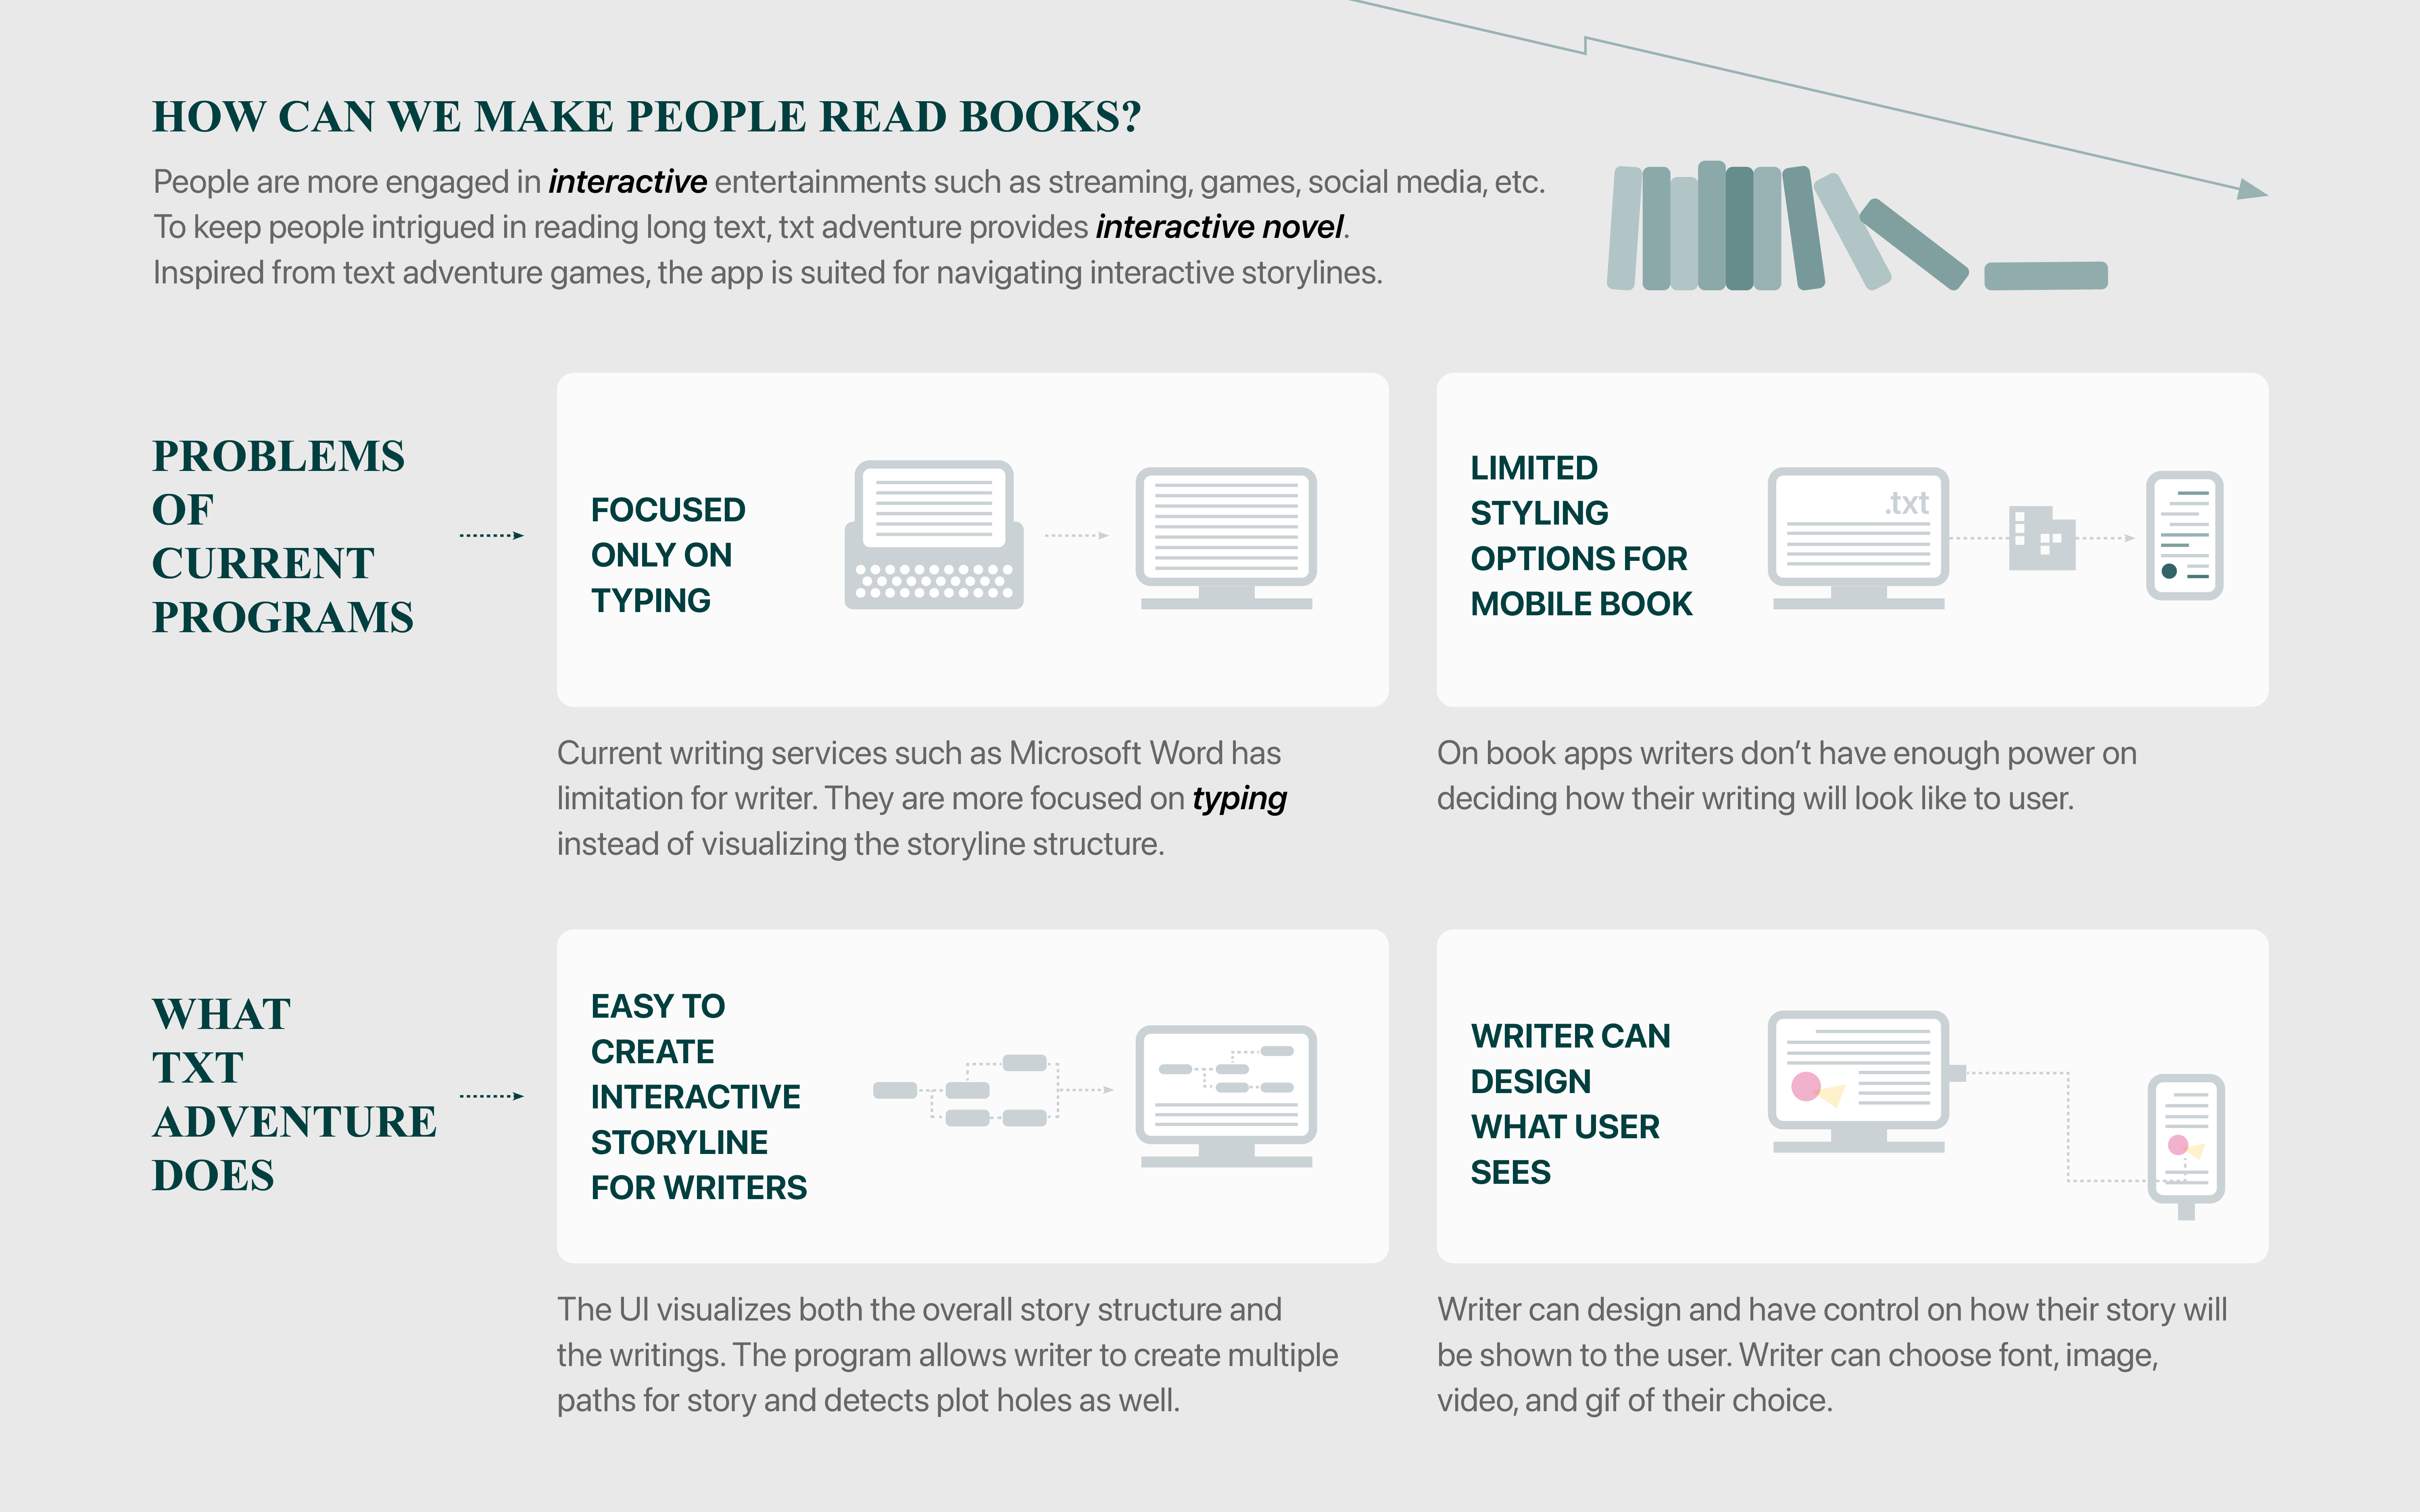 HOW CAN WE MAKE PEOPLE READ BOOKS?
People are more engaged in interactive entertainments such as streaming, games, social media, etc.
To keep people intrigued in reading long text, txt adventure provides interactive novel.
Inspired from text adventure games, the app is suited for navigating interactive storylines.
PROBLEMS
OF
CURRENT
PROGRAMS
FOCUSED
ONLY ON
TYPING
Current writing services such as Microsoft Word has
limitation for writer. They are more focused on typing
instead of visualizing the storyline structure.
LIMITED
STYLING
OPTIONS FOR
MOBILE BOOK
.txt
On book apps writers don’t have enough power on
deciding how their writing will look like to user.
WHAT
TXT
ADVENTURE
DOES
EASY TO
CREATE
INTERACTIVE
STORYLINE
FOR WRITERS
The UI visualizes both the overall story structure and
the writings. The program allows writer to create multiple
paths for story and detects plot holes as well.
WRITER CAN
DESIGN
WHAT USER
SEES
Writer can design and have control on how their story will
be shown to the user. Writer can choose font, image,
video, and gif of their choice.